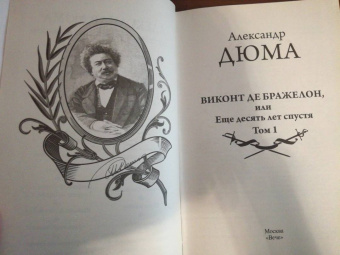 Александр
ДЮМА
ВИКОНТ ДЕ БРАЖЕЛОН,
или
Еще десять лет спустя
Том 1
Москва
«Вече»